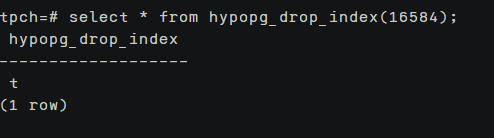 tpch=# select * from hypopg_drop_index(16584);
 hypopg_drop_index
-------------------
 t
(1 row)